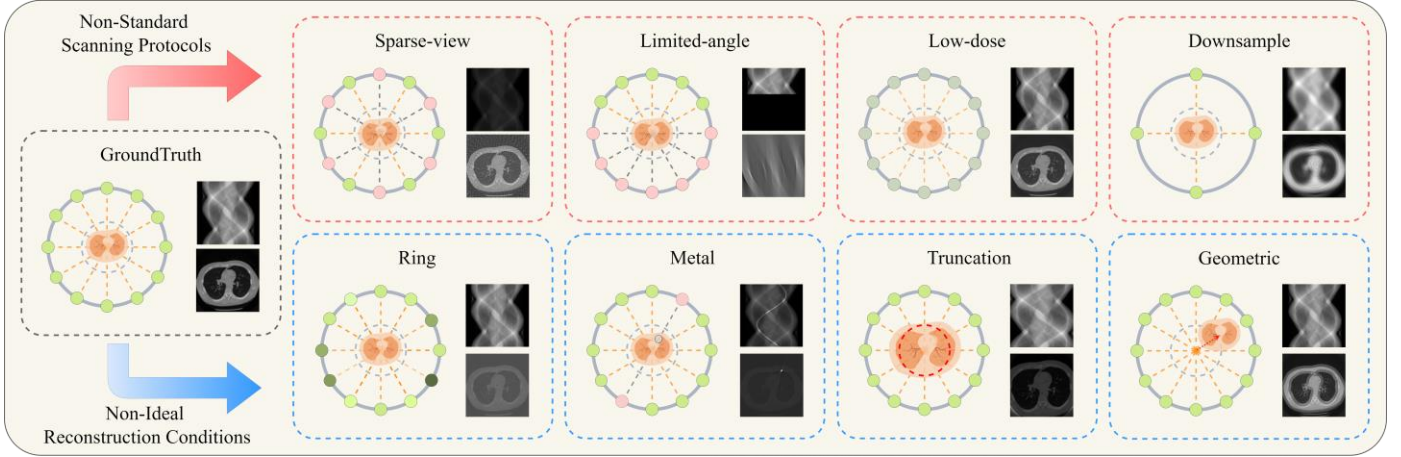 Non-Standard
Scanning Protocols
GroundTruth
Non-Ideal
Reconstruction Conditions
Sparse-view
Limited-angle
Low-dose
Downsample
Ring
Metal
Truncation
Geometric